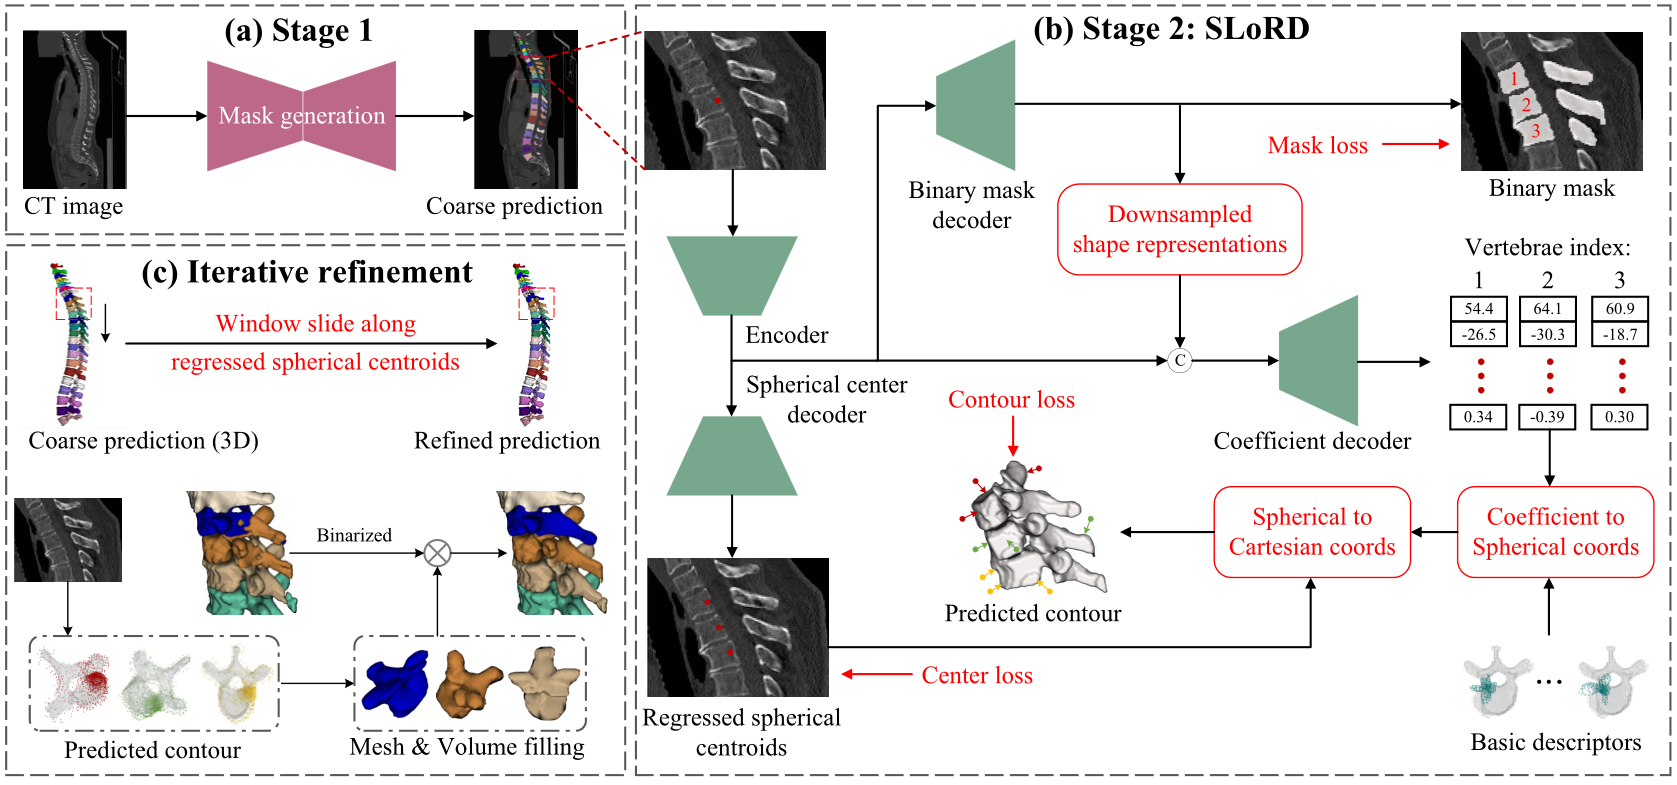 (a) Stage 1
Mask generation
CT image
Coarse prediction
(c) Iterative refinement
Window slide along
regressed spherical centroids
Coarse prediction (3D)
Refined prediction
Binarized
Predicted contour
Mesh & Volume filling
(b) Stage 2: SLoRD
Binary mask
decoder
Mask loss
1
2
3
Binary mask
Downsampled
shape representations
Encoder
Spherical center
decoder
C
Coefficient decoder
Vertebrae index:
1 2 3
54.4 64.1 60.9
-26.5 -30.3 -18.7
0.34 -0.39 0.30
Contour loss
Predicted contour
Spherical to
Cartesian coords
Coefficient to
Spherical coords
Center loss
Regressed spherical
centroids
Basic descriptors